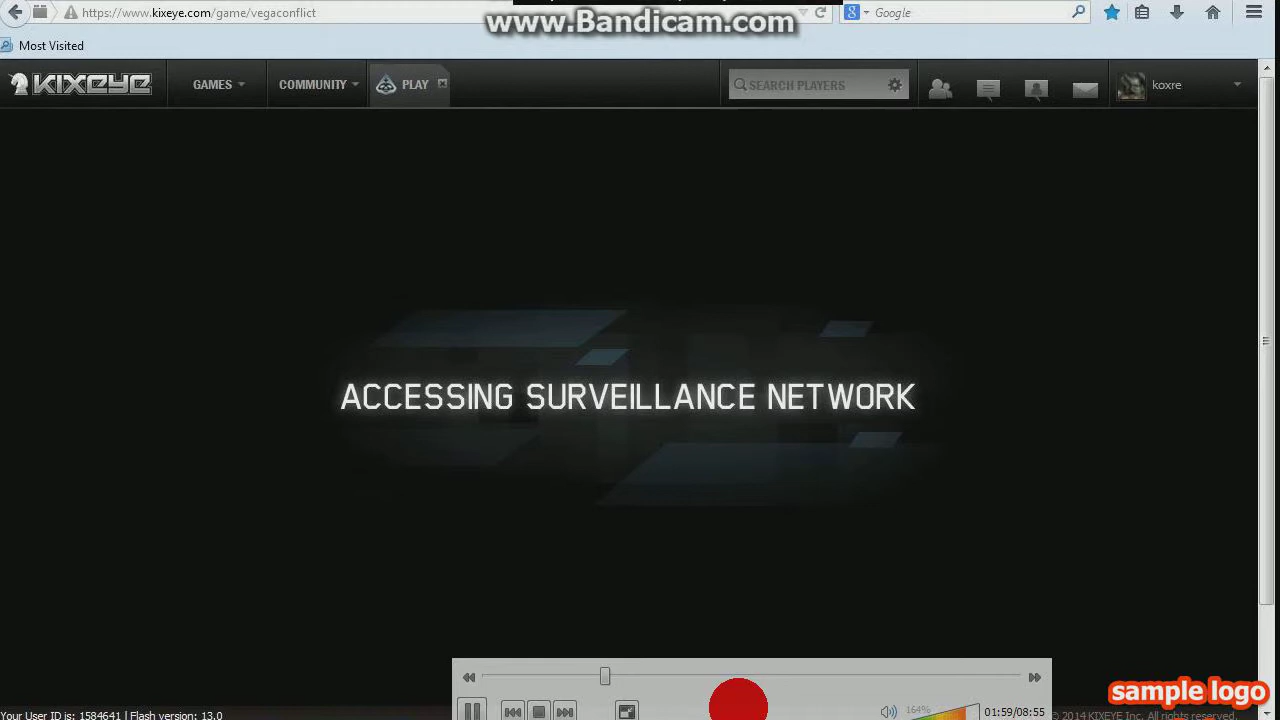 https://www.kixeye.com/game/vegaconflict
www.Bandicam.com
Google
Most Visited
KIXEYE
GAMES
COMMUNITY
PLAY
SEARCH PLAYERS
koxre
ACCESSING SURVEILLANCE NETWORK
164%
01:59/08:55
sample logo
Your User ID is: 1584641 | Flash version: 13.0
© 2014 KIXEYE Inc. All rights reserved.